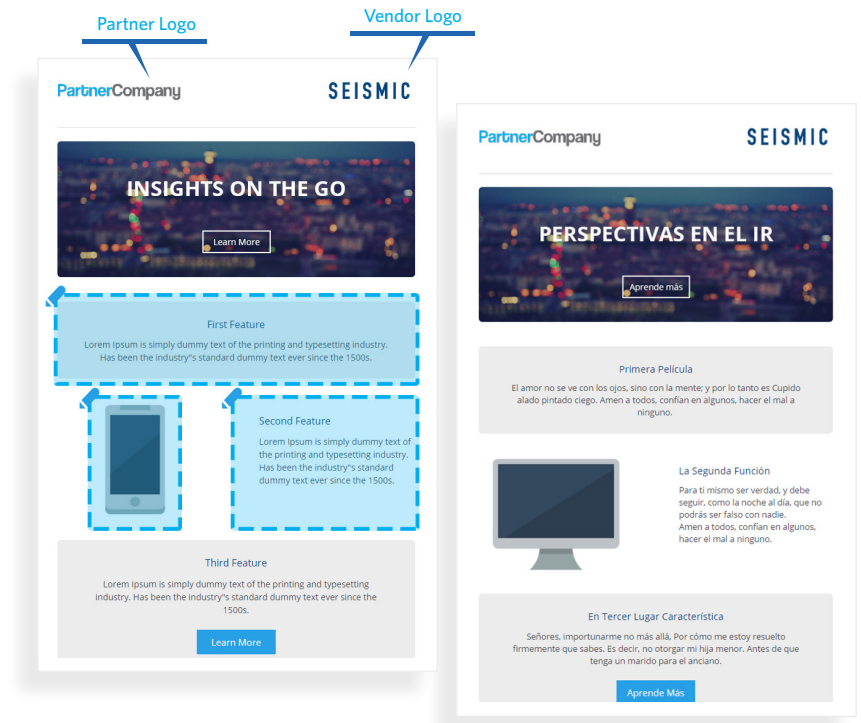 Partner Logo
Vendor Logo
PartnerCompany
SEISMIC
INSIGHTS ON THE GO
Learn More
First Feature
Lorem Ipsum is simply dummy text of the printing and typesetting industry.
Has been the industry"s standard dummy text ever since the 1500s.
Second Feature
Lorem Ipsum is simply dummy text of
the printing and typesetting industry.
Has been the industry"s standard
dummy text ever since the 1500s.
Third Feature
Lorem Ipsum is simply dummy text of the printing and typesetting
industry. Has been the industry"s standard dummy text ever since the
1500s.
Learn More
PartnerCompany
SEISMIC
PERSPECTIVAS EN EL IR
Aprende más
Primera Película
El amor no se ve con los ojos, sino con la mente; y por lo tanto es Cupido
alado pintado ciego. Amen a todos, confían en algunos, hacer el mal a
ninguno.
La Segunda Función
Para ti mismo ser verdad, y debe
seguir, como la noche al día, que no
podrás ser falso con nadie.
Amen a todos, confían en algunos,
hacer el mal a ninguno.
En Tercer Lugar Característica
Señores, importunarme no más allá, Por cómo me estoy resuelto
firmemente que sabes. Es decir, no otorgar mi hija menor. Antes de que
tenga un marido para el anciano.
Aprende Más